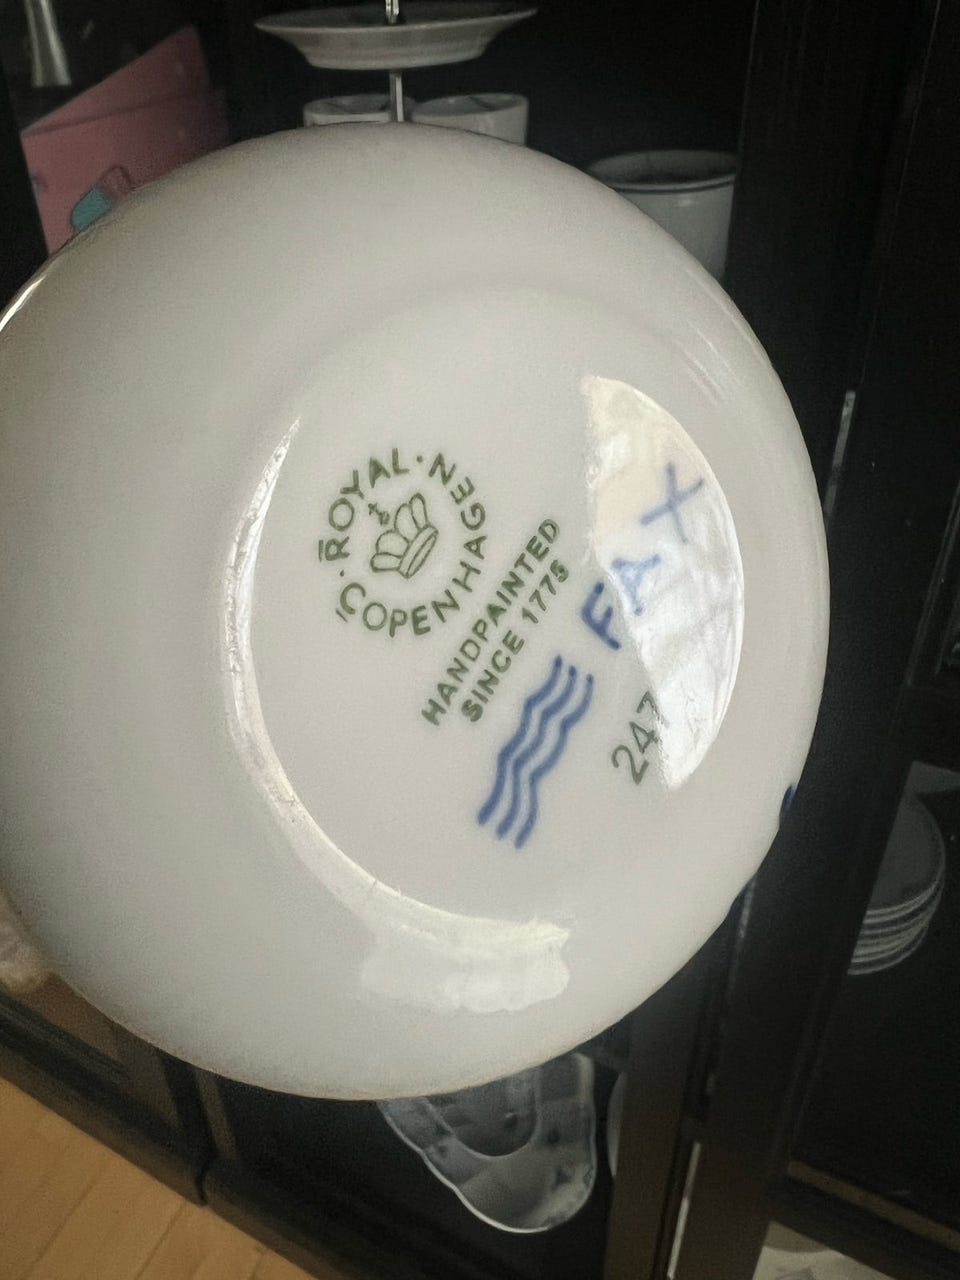 ROYAL · COPENHAGEN ·
HANDPAINTED
SINCE 1775
FAX
247